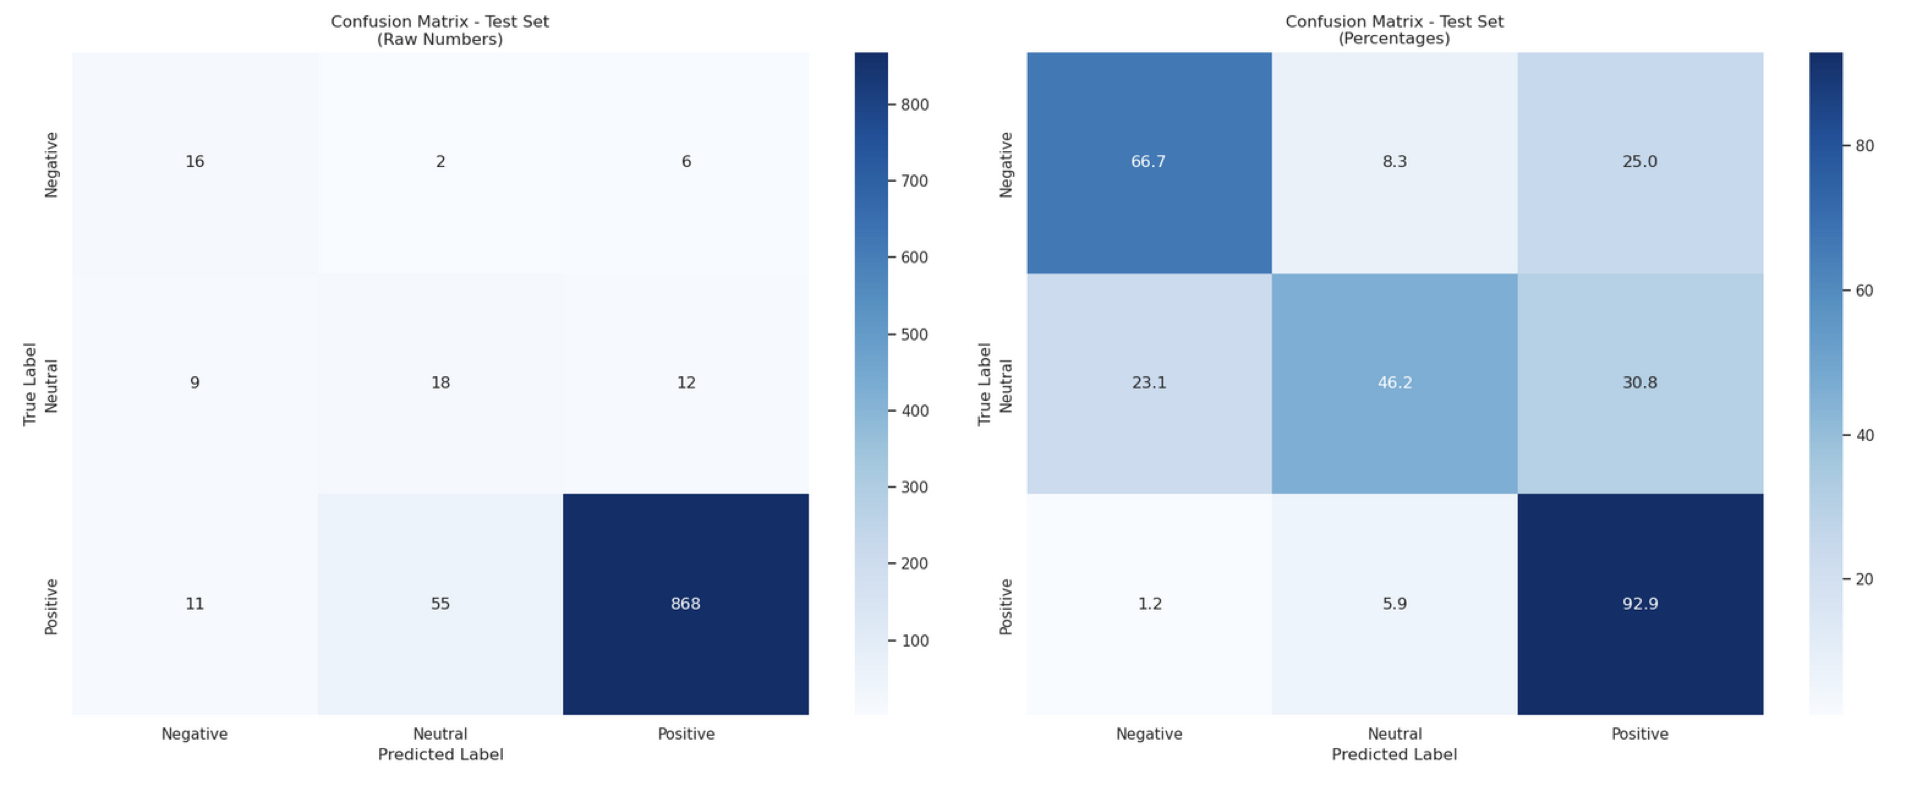 Confusion Matrix - Test Set
(Raw Numbers)
True Label
Negative
Neutral
Positive
16 2 6
9 18 12
11 55 868
Negative Neutral Positive
Predicted Label
800
700
600
500
400
300
200
100
Confusion Matrix - Test Set
(Percentages)
True Label
Negative
Neutral
Positive
66.7 8.3 25.0
23.1 46.2 30.8
1.2 5.9 92.9
Negative Neutral Positive
Predicted Label
80
60
40
20